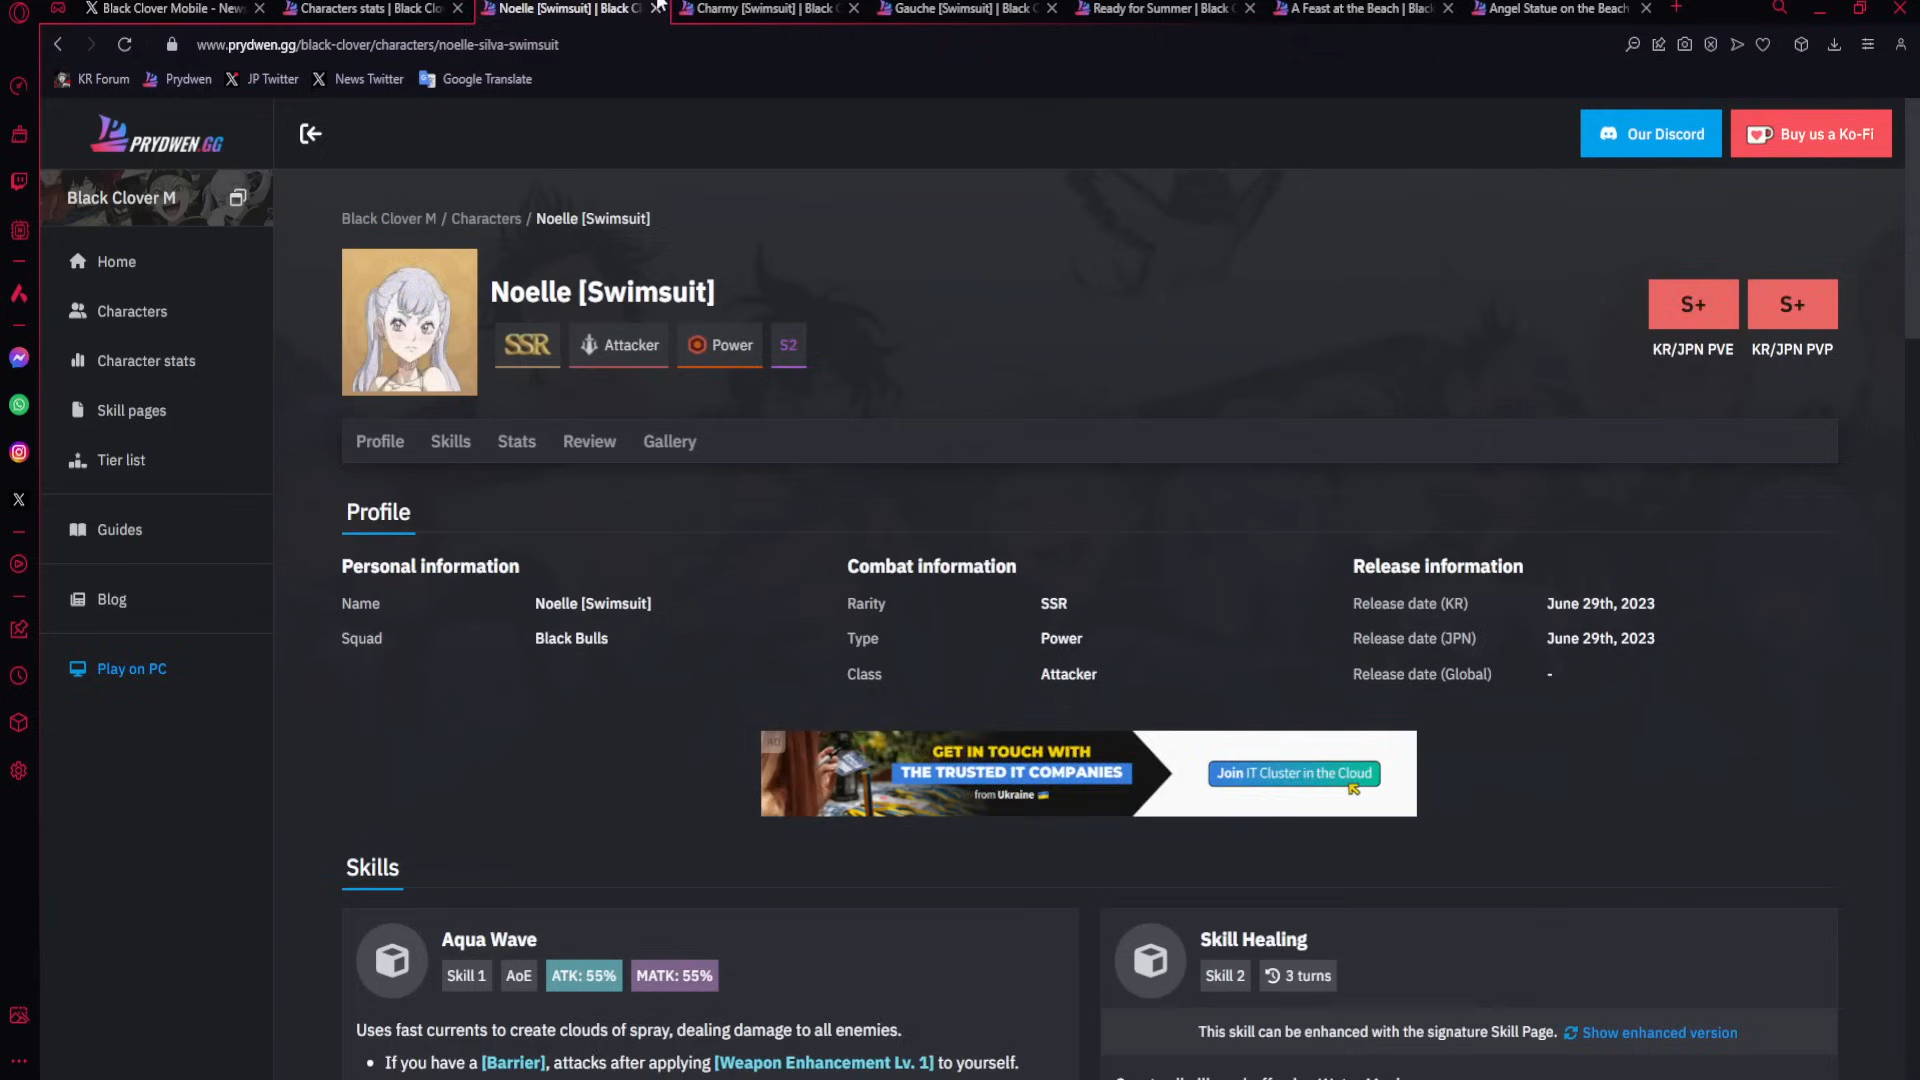 Black Clover Mobile - News
Characters stats | Black Clo
Noelle [Swimsuit] | Black Cl
Charmy [Swimsuit] | Black C
Gauche [Swimsuit] | Black C
Ready for Summer | Black C
A Feast at the Beach | Black
Angel Statue on the Beach
www.prydwen.gg/black-clover/characters/noelle-silva-swimsuit
KR Forum
Prydwen
JP Twitter
News Twitter
Google Translate
PRYDWEN.GG
Our Discord
Buy us a Ko-Fi
Black Clover M
Home
Characters
Character stats
Skill pages
Tier list
Guides
Blog
Play on PC
Black Clover M / Characters / Noelle [Swimsuit]
Noelle [Swimsuit]
SSR
Attacker
Power
S2
S+
KR/JPN PVE
S+
KR/JPN PVP
Profile
Skills
Stats
Review
Gallery
Profile
Personal information
Name Noelle [Swimsuit]
Squad Black Bulls
Combat information
Rarity SSR
Type Power
Class Attacker
Release information
Release date (KR) June 29th, 2023
Release date (JPN) June 29th, 2023
Release date (Global) -
AD
GET IN TOUCH WITH
THE TRUSTED IT COMPANIES
from Ukraine
Join IT Cluster in the Cloud
Skills
Aqua Wave
Skill 1
AoE
ATK: 55%
MATK: 55%
Uses fast currents to create clouds of spray, dealing damage to all enemies.
• If you have a [Barrier], attacks after applying [Weapon Enhancement Lv. 1] to yourself.
Skill Healing
Skill 2
3 turns
This skill can be enhanced with the signature Skill Page. Show enhanced version